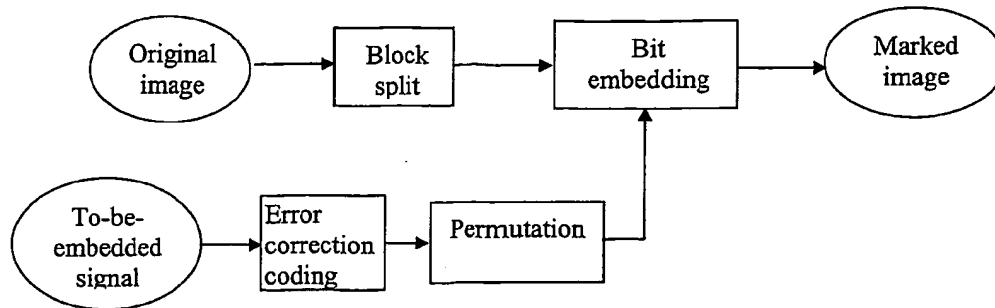 Original
image
Block
split
Bit
embedding
Marked
image
To-be-
embedded
signal
Error
correction
coding
Permutation